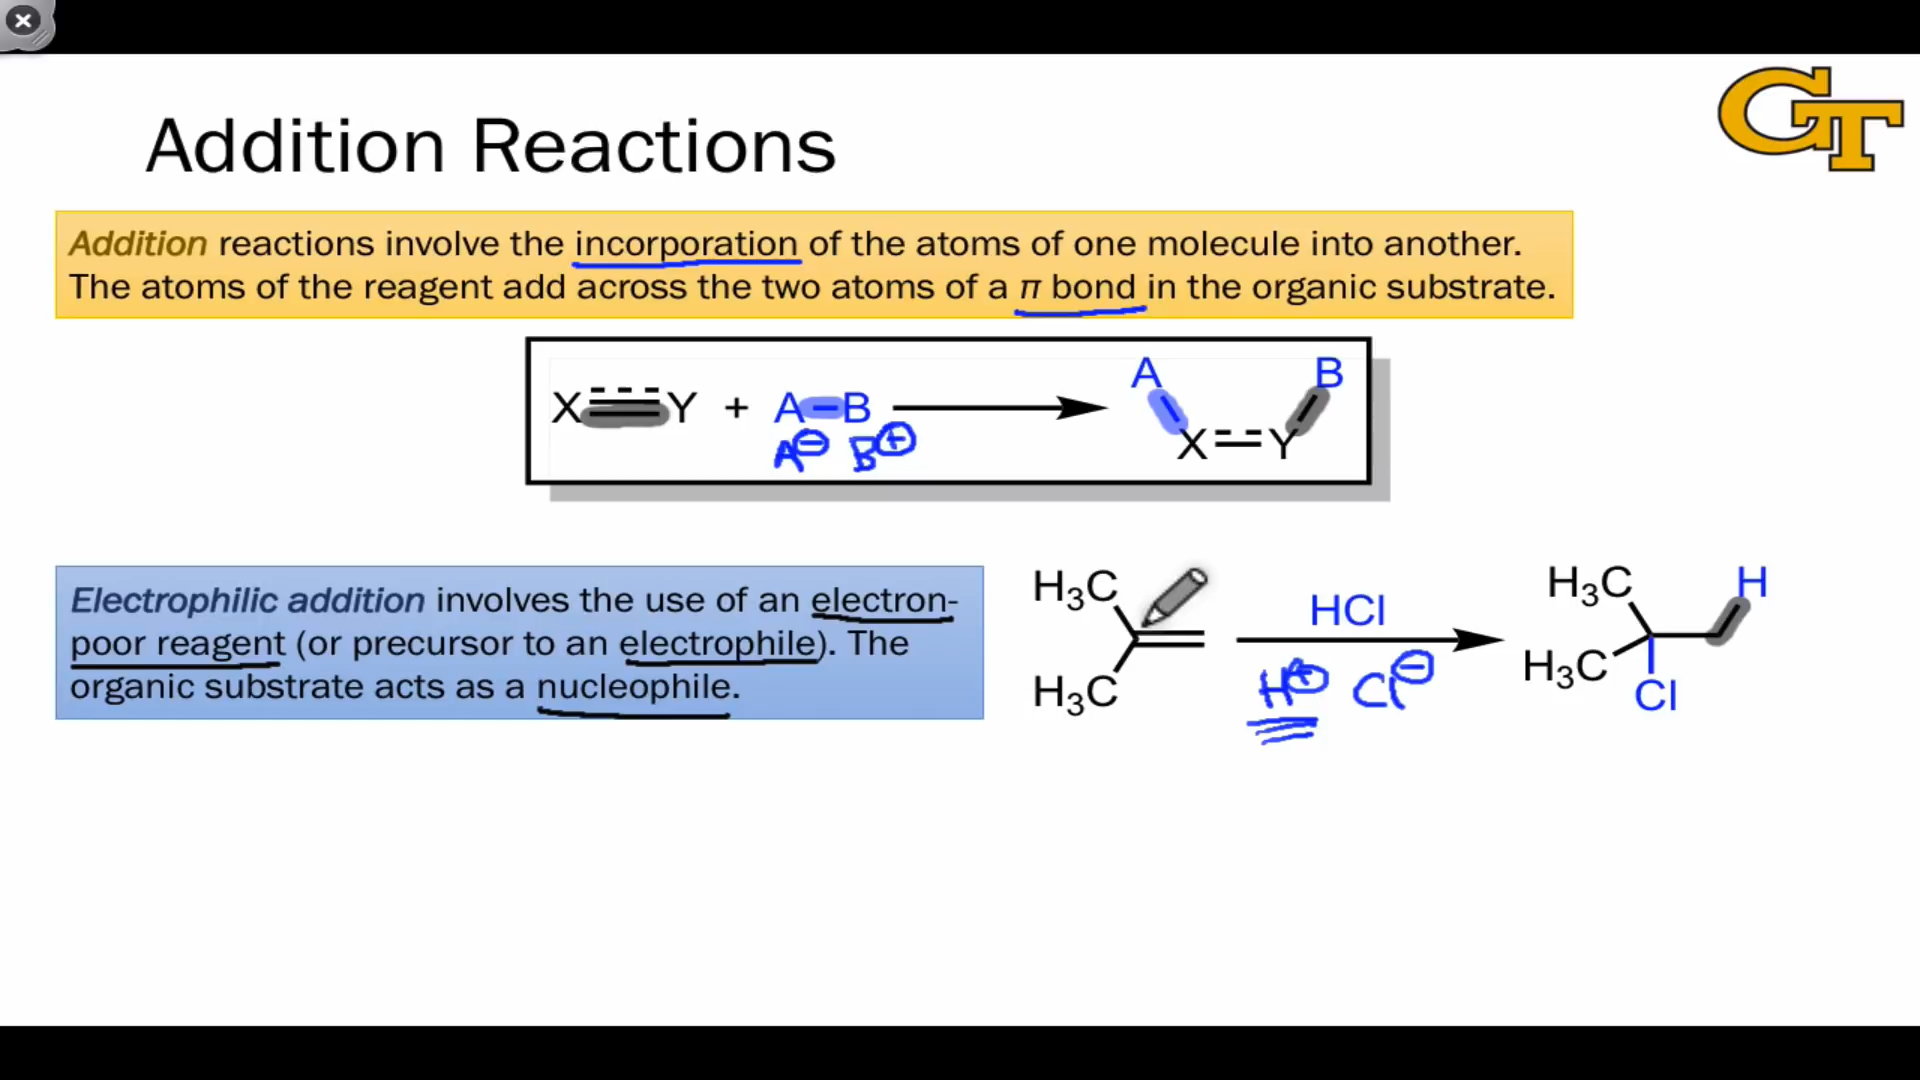 GT
Addition Reactions
Addition reactions involve the incorporation of the atoms of one molecule into another.
The atoms of the reagent add across the two atoms of a π bond in the organic substrate.
X Y + A–B A B
X Y
A⊖ B⊕
Electrophilic addition involves the use of an electron-
poor reagent (or precursor to an electrophile). The
organic substrate acts as a nucleophile.
H₃C
H₃C
HCl
H⊕ Cl⊖
H₃C H
H₃C
Cl